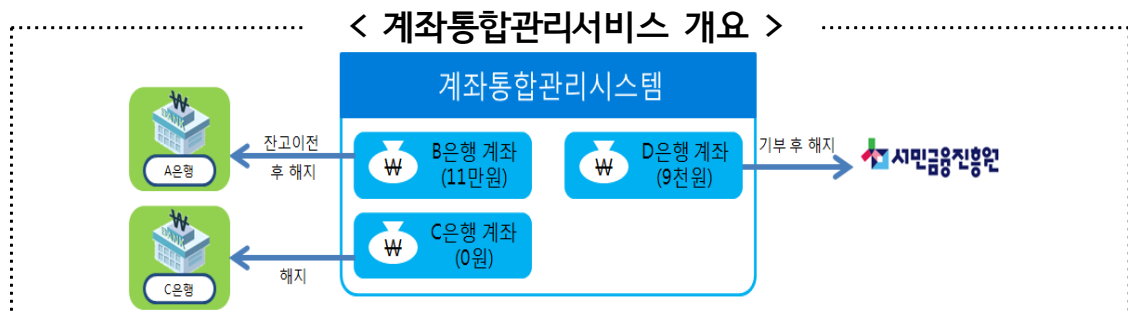 < 계좌통합관리서비스 개요 >
계좌통합관리시스템
BANK
A은행
잔고이전
후 해지
₩
B은행 계좌
(11만원)
₩
D은행 계좌
(9천원)
기부 후 해지
서민금융진흥원
BANK
C은행
해지
₩
C은행 계좌
(0원)